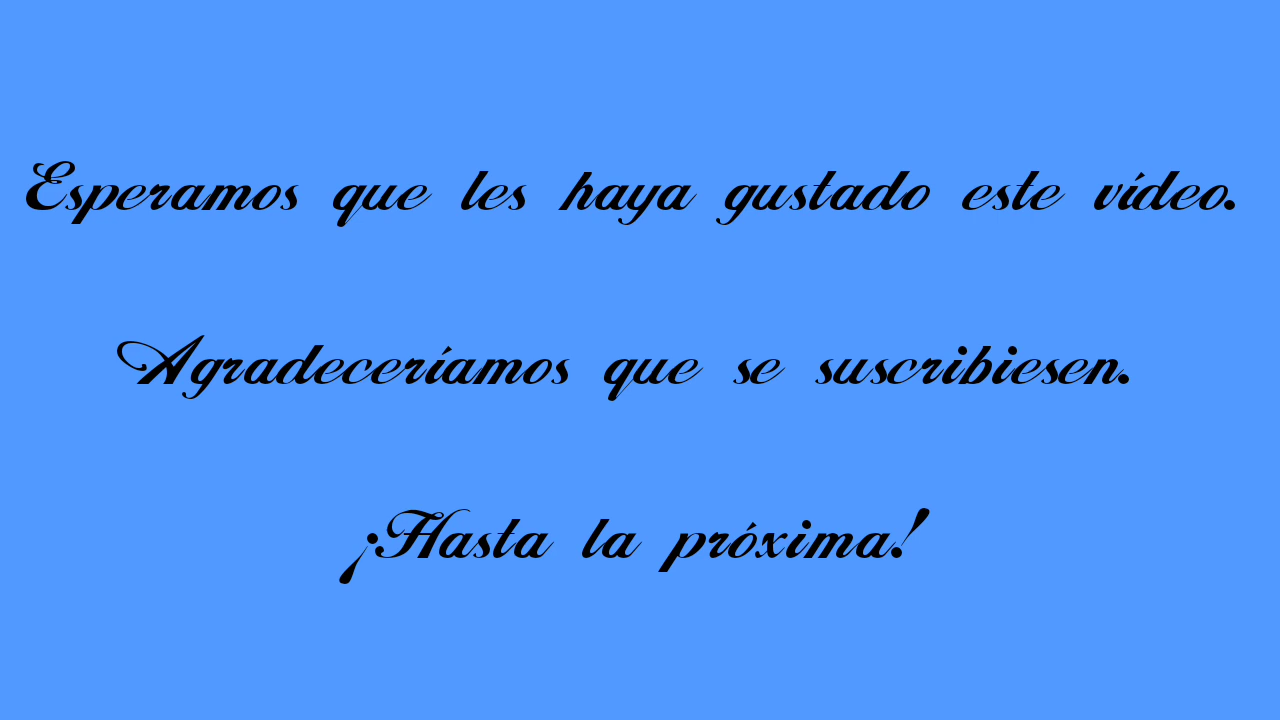 Esperamos que les haya gustado este vídeo.
Agradeceríamos que se suscribiesen.
¡Hasta la próxima!